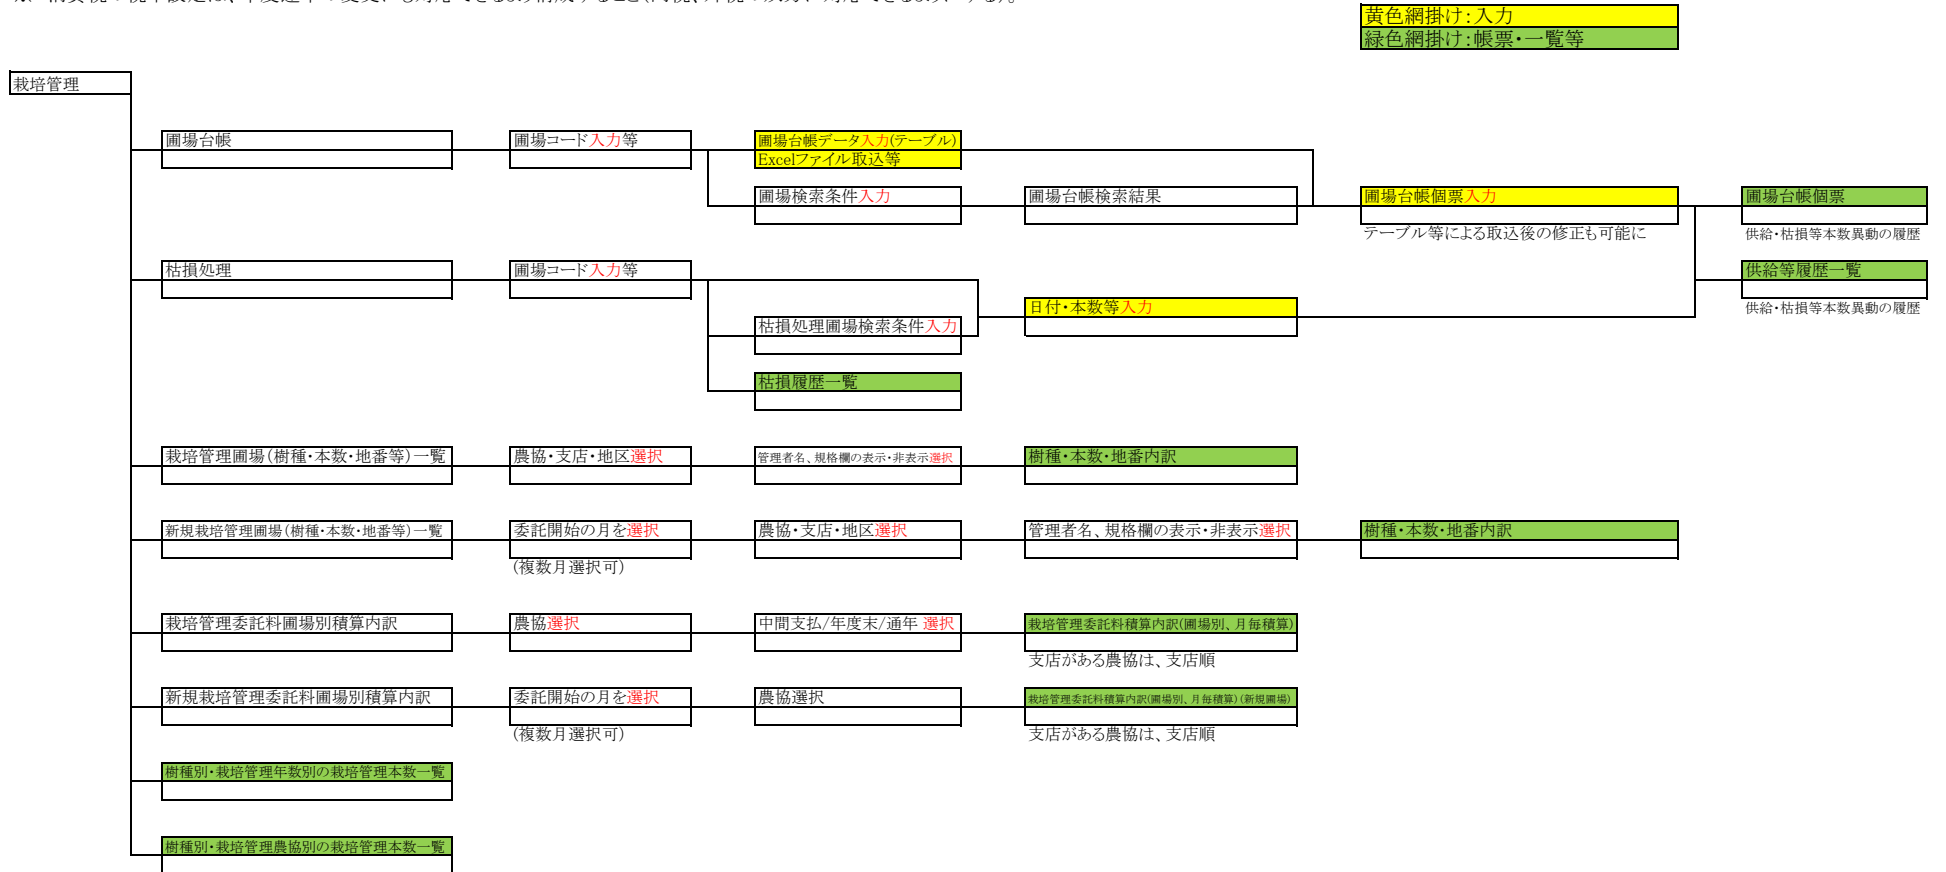 黄色網掛け：入力
緑色網掛け：帳票・一覧等
栽培管理
圃場台帳
圃場コード入力等
圃場台帳データ入力(テーブル)
Excelファイル取込等
圃場検索条件入力
圃場台帳検索結果
圃場台帳個票入力
圃場台帳個票
テーブル等による取込後の修正も可能に
供給・枯損等本数異動の履歴
枯損処理
圃場コード入力等
供給等履歴一覧
日付・本数等入力
供給・枯損等本数異動の履歴
枯損処理圃場検索条件入力
枯損履歴一覧
栽培管理圃場（樹種・本数・地番等）一覧
農協・支店・地区選択
管理者名、規格欄の表示・非表示選択
樹種・本数・地番内訳
新規栽培管理圃場（樹種・本数・地番等）一覧
委託開始の月を選択
農協・支店・地区選択
管理者名、規格欄の表示・非表示選択
樹種・本数・地番内訳
（複数月選択可）
栽培管理委託料圃場別積算内訳
農協選択
中間支払/年度末/通年 選択
栽培管理委託料積算内訳(圃場別、月毎積算)
支店がある農協は、支店順
新規栽培管理委託料圃場別積算内訳
委託開始の月を選択
農協選択
栽培管理委託料積算内訳(圃場別、月毎積算)（新規圃場）
（複数月選択可）
支店がある農協は、支店順
樹種別・栽培管理年数別の栽培管理本数一覧
樹種別・栽培管理農協別の栽培管理本数一覧